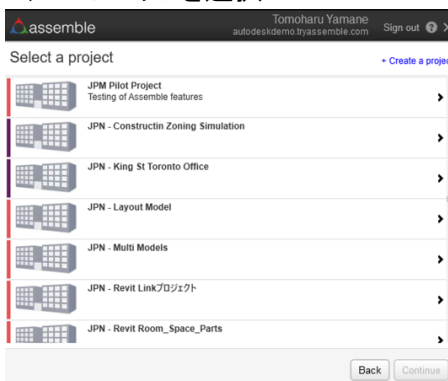 assemble
Tomoharu Yamane
autodeskdemo.tryassemble.com
Sign out
Select a project
+ Create a projec
JPM Pilot Project
Testing of Assemble features
JPN - Constructin Zoning Simulation
JPN - King St Toronto Office
JPN - Layout Model
JPN - Multi Models
JPN - Revit Linkプロジェクト
JPN - Revit Room_Space_Parts
Back
Continue